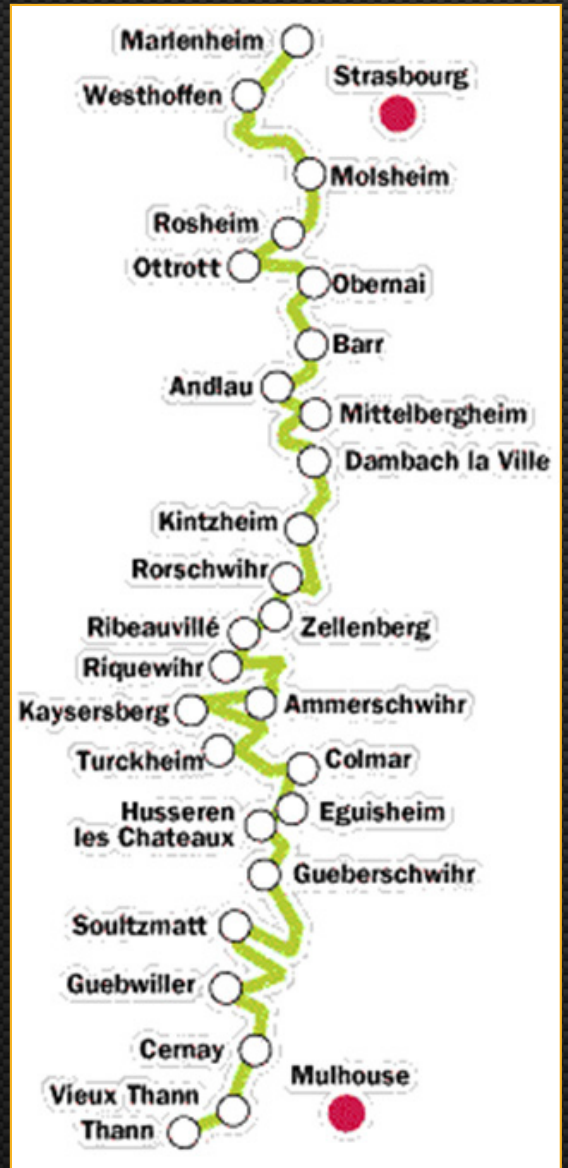 Marlenheim
Strasbourg
Westhoffen
Molsheim
Rosheim
Ottrott
Obernai
Barr
Andlau
Mittelbergheim
Dambach la Ville
Kintzheim
Rorschwihr
Ribeauvillé
Zellenberg
Riquewihr
Ammerschwihr
Kaysersberg
Turckheim
Colmar
Husseren
les Chateaux
Eguisheim
Gueberschwihr
Soultzmatt
Guebwiller
Cernay
Mulhouse
Vieux Thann
Thann